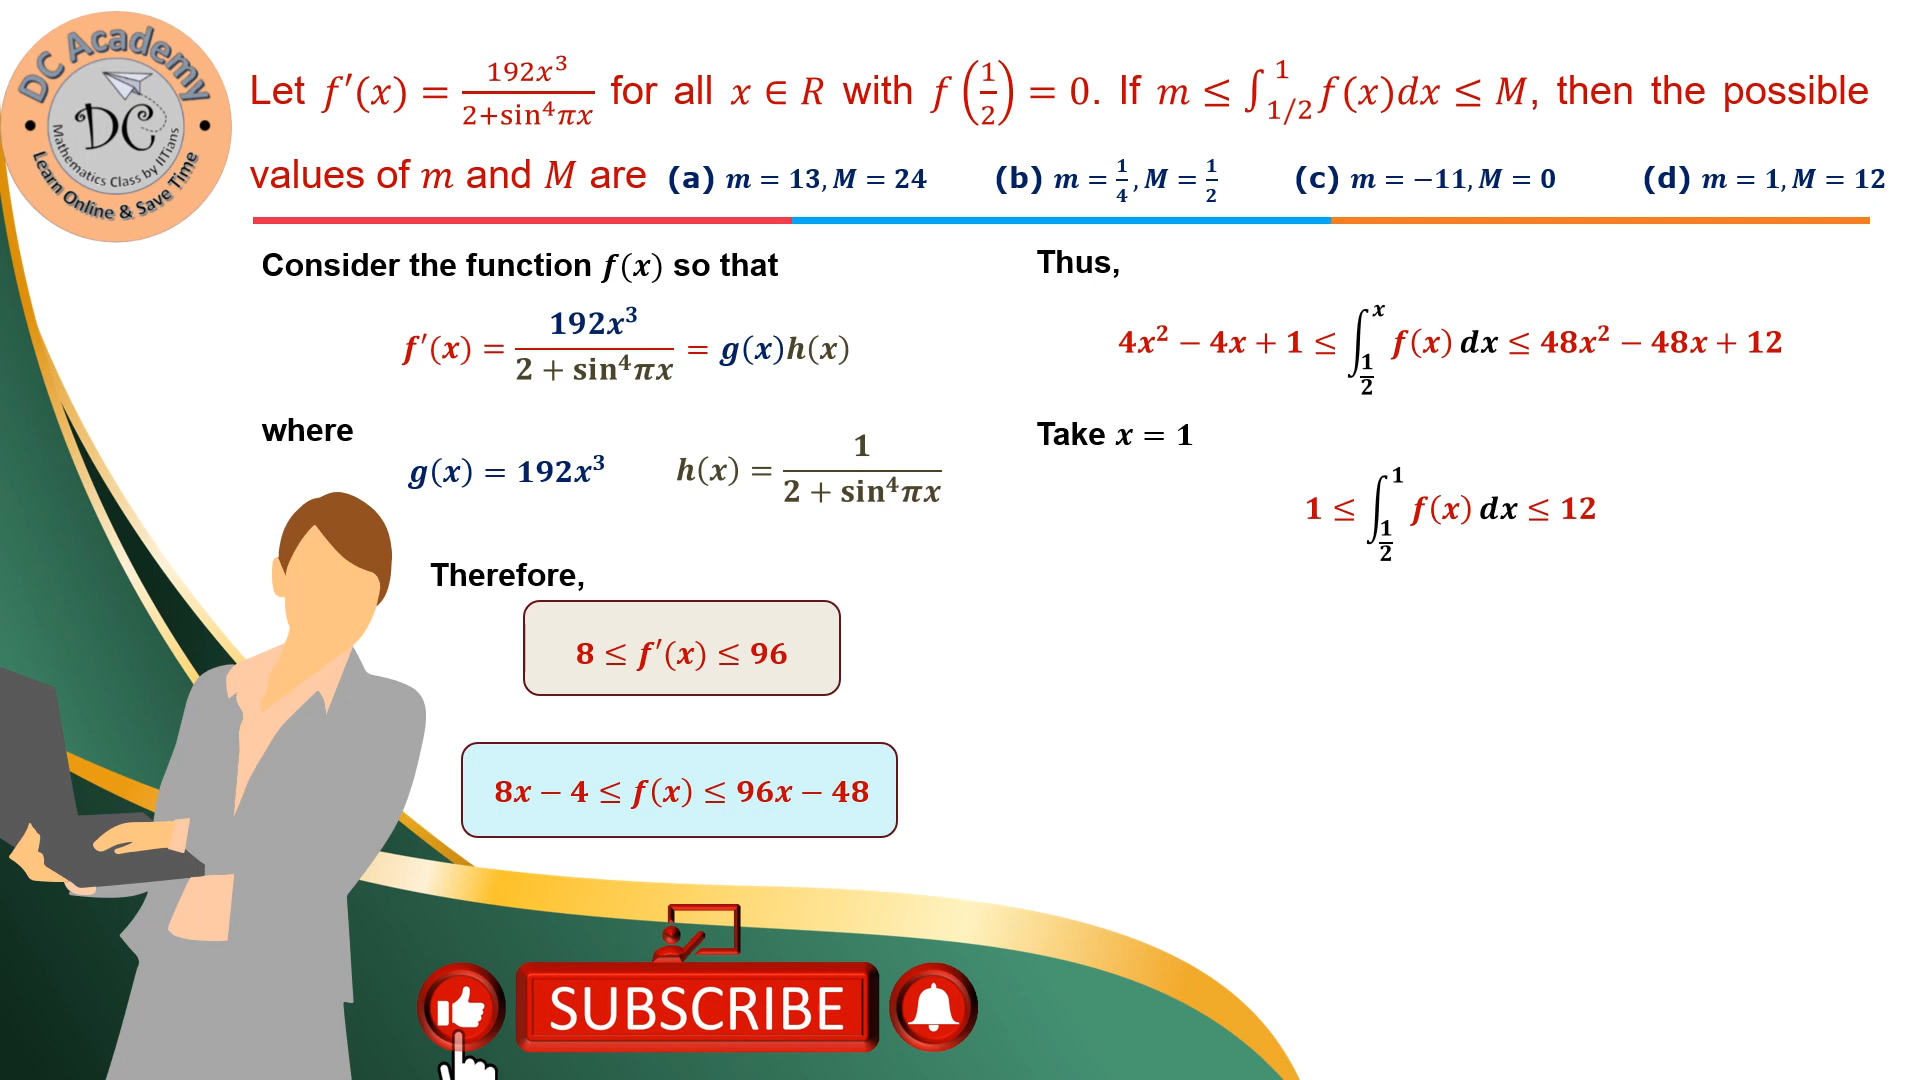 DC Academy
DC
Mathematics Class by IITians
Learn Online & Save Time
Let f′(x) = 192x³/(2+sin⁴πx) for all x ∈ R with f(1/2) = 0. If m ≤ ∫_{1/2}^{1} f(x)dx ≤ M, then the possible
values of m and M are (a) m = 13, M = 24 (b) m = 1/4, M = 1/2 (c) m = −11, M = 0 (d) m = 1, M = 12
Consider the function f(x) so that
f′(x) = 192x³/(2 + sin⁴πx) = g(x)h(x)
where
g(x) = 192x³ h(x) = 1/(2 + sin⁴πx)
Therefore,
8 ≤ f′(x) ≤ 96
8x − 4 ≤ f(x) ≤ 96x − 48
Thus,
4x² − 4x + 1 ≤ ∫_{1/2}^{x} f(x) dx ≤ 48x² − 48x + 12
Take x = 1
1 ≤ ∫_{1/2}^{1} f(x) dx ≤ 12
SUBSCRIBE